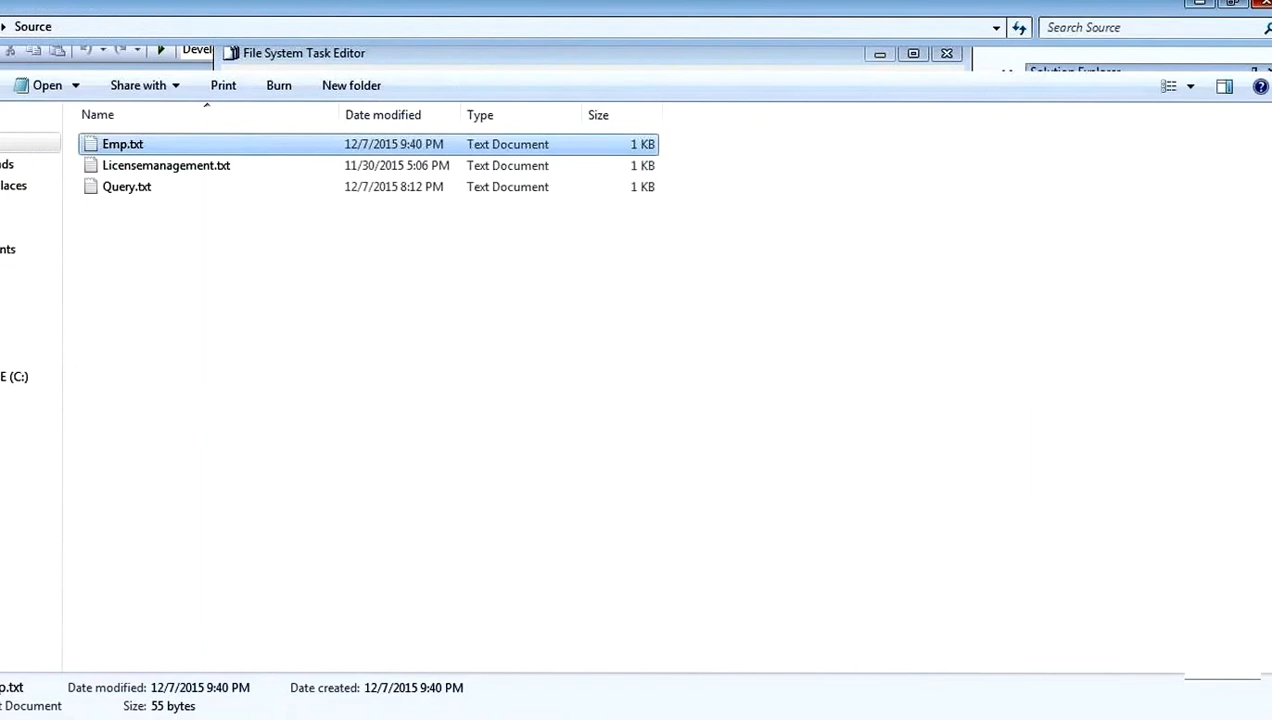 Source
Search Source
Devel
File System Task Editor
Solution Explorer
Open
Share with
Print
Burn
New folder
Name Date modified Type Size
Emp.txt 12/7/2015 9:40 PM Text Document 1 KB
Licensemanagement.txt 11/30/2015 5:06 PM Text Document 1 KB
Query.txt 12/7/2015 8:12 PM Text Document 1 KB
ds
laces
nts
E (C:)
p.txt Date modified: 12/7/2015 9:40 PM Date created: 12/7/2015 9:40 PM
t Document Size: 55 bytes